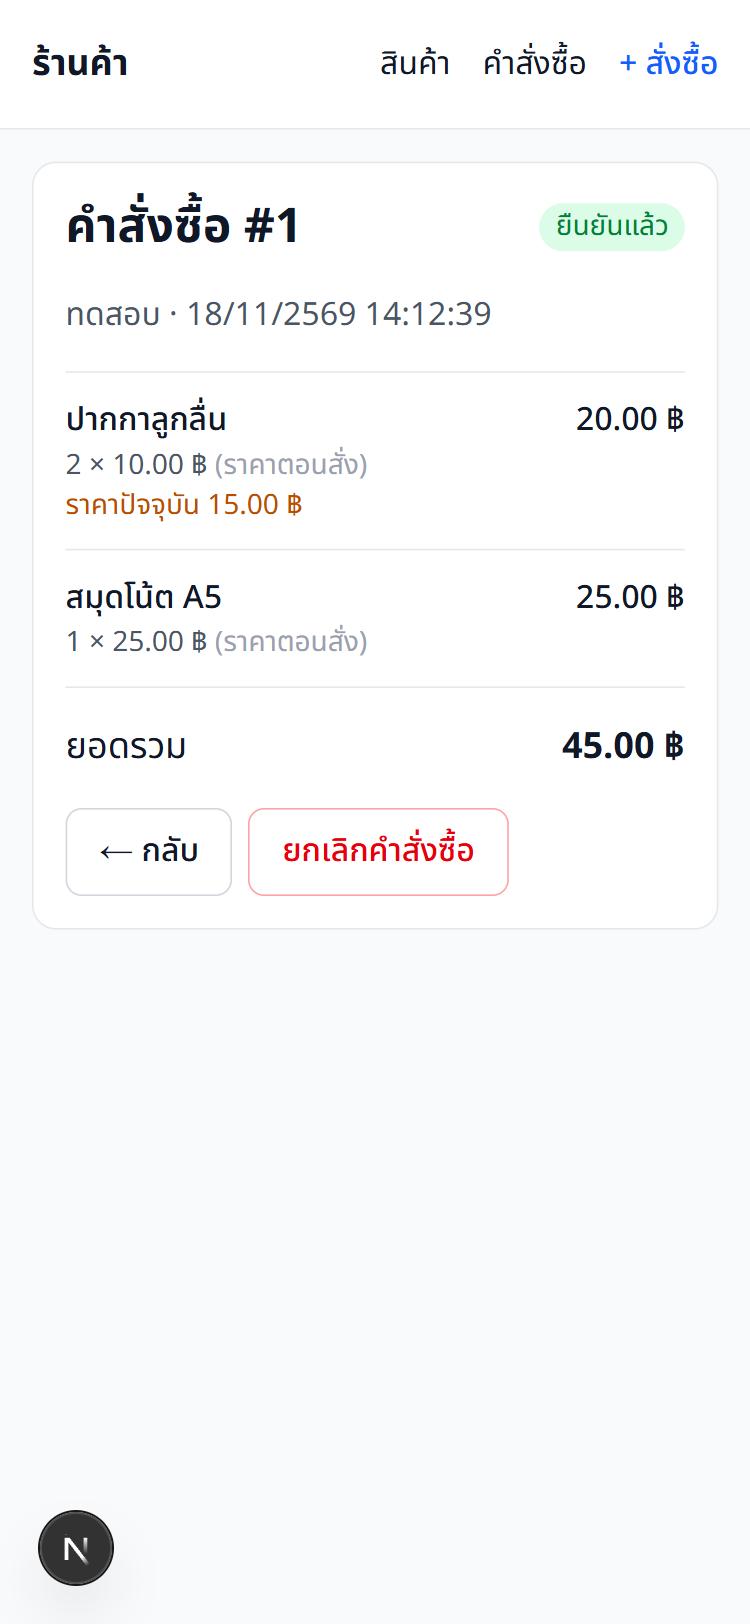 ร้านค้า สินค้า คำสั่งซื้อ + สั่งซื้อ
คำสั่งซื้อ #1 ยืนยันแล้ว
ทดสอบ · 18/11/2569 14:12:39
ปากกาลูกลื่น 20.00 ฿
2 × 10.00 ฿ (ราคาตอนสั่ง)
ราคาปัจจุบัน 15.00 ฿
สมุดโน้ต A5 25.00 ฿
1 × 25.00 ฿ (ราคาตอนสั่ง)
ยอดรวม 45.00 ฿
← กลับ ยกเลิกคำสั่งซื้อ
N